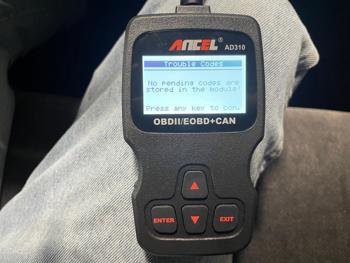 ANCEL AD310
Trouble Codes
No pending codes are
stored in the module!
Press any key to con.
OBDII/EOBD+CAN
ENTER
EXIT